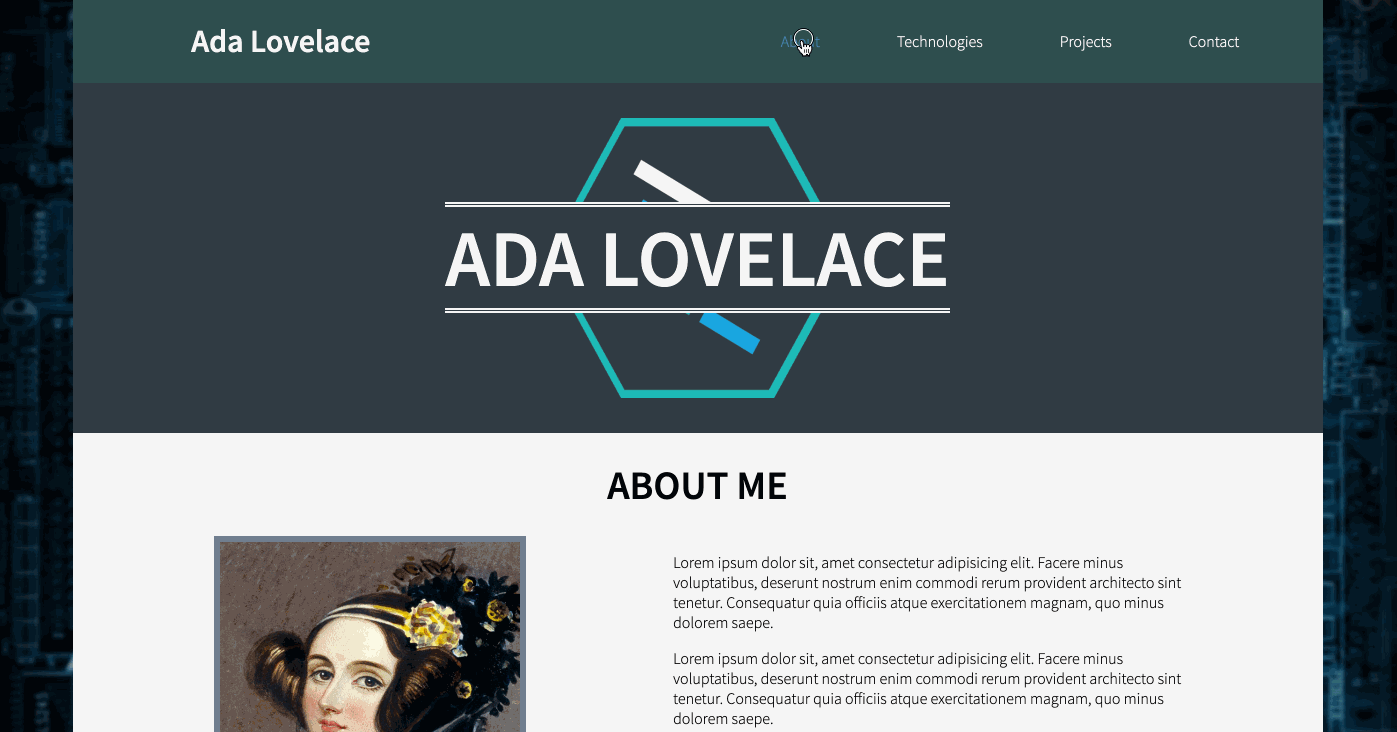 Ada Lovelace
About Technologies Projects Contact
ADA LOVELACE
ABOUT ME
Lorem ipsum dolor sit, amet consectetur adipisicing elit. Facere minus
voluptatibus, deserunt nostrum enim commodi rerum provident architecto sint
tenetur. Consequatur quia officiis atque exercitationem magnam, quo minus
dolorem saepe.
Lorem ipsum dolor sit, amet consectetur adipisicing elit. Facere minus
voluptatibus, deserunt nostrum enim commodi rerum provident architecto sint
tenetur. Consequatur quia officiis atque exercitationem magnam, quo minus
dolorem saepe.